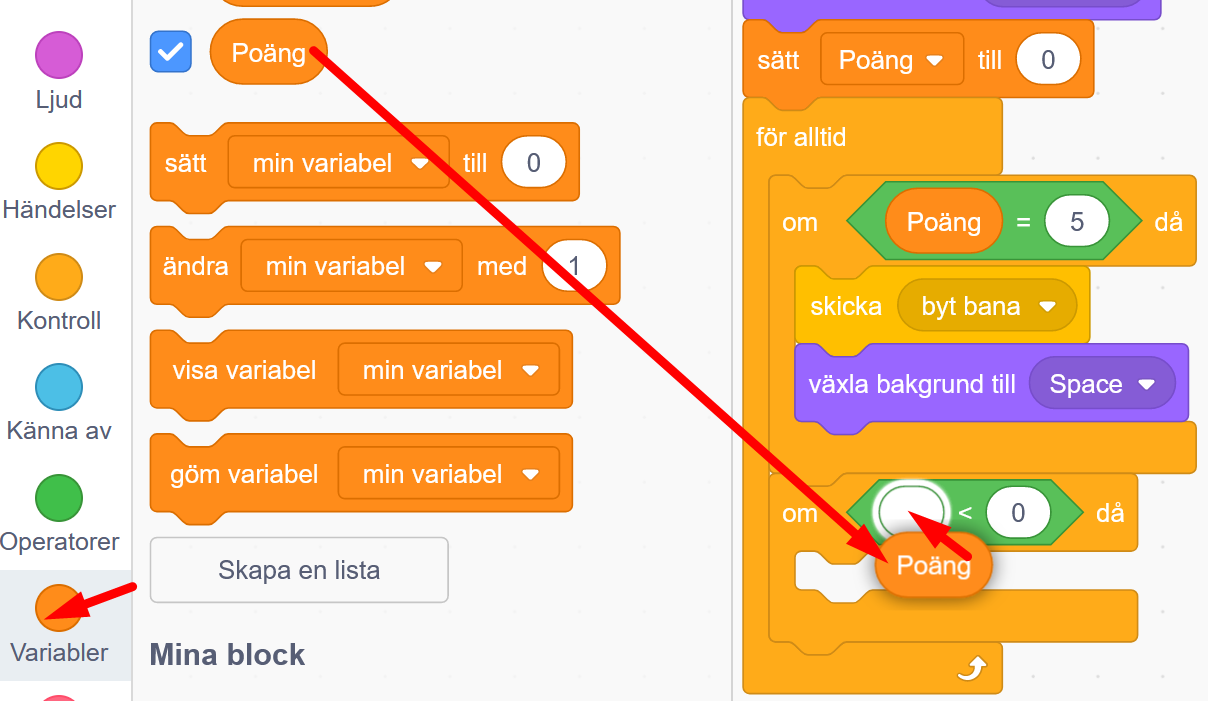 Ljud
Händelser
Kontroll
Känna av
Operatorer
Variabler
Poäng
sätt min variabel till 0
ändra min variabel med 1
visa variabel min variabel
göm variabel min variabel
Skapa en lista
Mina block
sätt Poäng till 0
för alltid
om Poäng = 5 då
skicka byt bana
växla bakgrund till Space
om < 0 då
Poäng